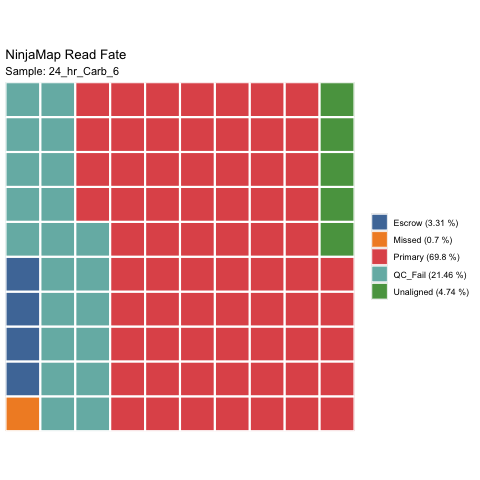 NinjaMap Read Fate
Sample: 24_hr_Carb_6
Escrow (3.31 %)
Missed (0.7 %)
Primary (69.8 %)
QC_Fail (21.46 %)
Unaligned (4.74 %)